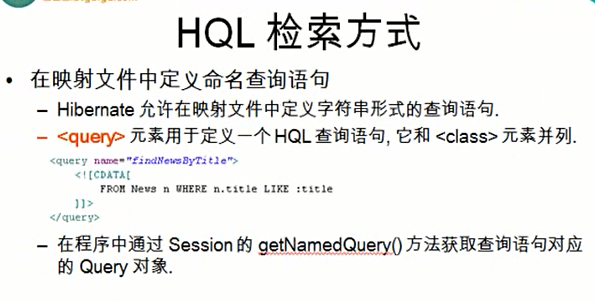 HQL 检索方式
• 在映射文件中定义命名查询语句
– Hibernate 允许在映射文件中定义字符串形式的查询语句.
– <query> 元素用于定义一个 HQL 查询语句, 它和 <class> 元素并列.
<query name="findNewsByTitle">
<![CDATA[
FROM News n WHERE n.title LIKE :title
]]>
</query>
– 在程序中通过 Session 的 getNamedQuery() 方法获取查询语句对应
的 Query 对象.